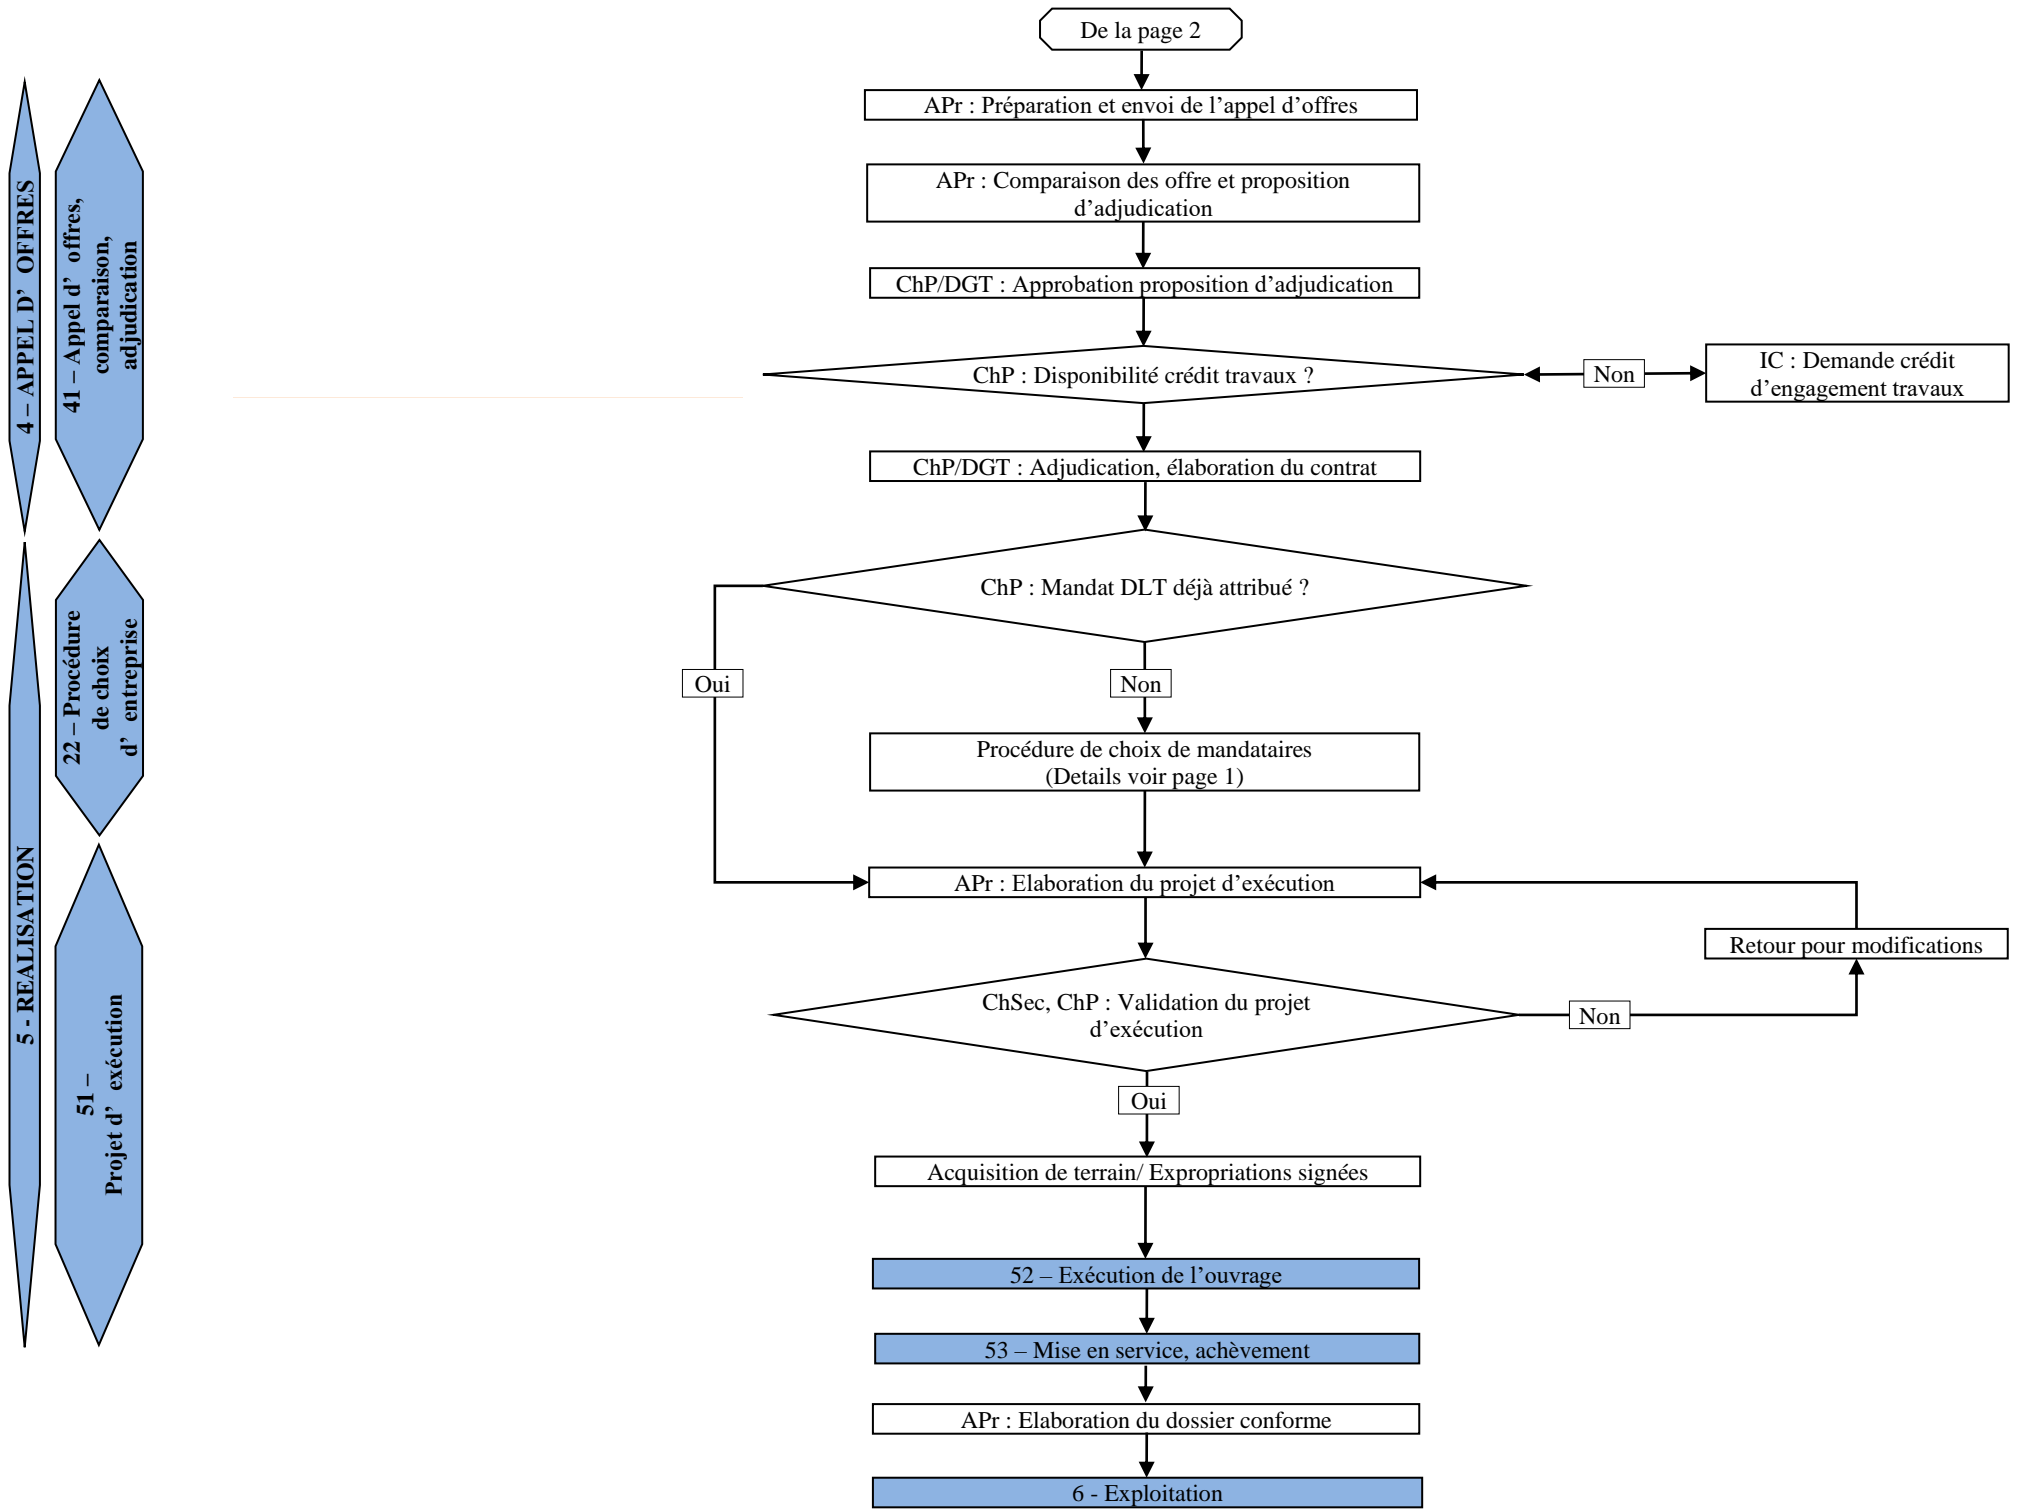 De la page 2
APr : Préparation et envoi de l’appel d’offres
APr : Comparaison des offre et proposition
d’adjudication
ChP/DGT : Approbation proposition d’adjudication
ChP : Disponibilité crédit travaux ?
Non
IC : Demande crédit
d’engagement travaux
ChP/DGT : Adjudication, élaboration du contrat
ChP : Mandat DLT déjà attribué ?
Oui
Non
Procédure de choix de mandataires
(Details voir page 1)
APr : Elaboration du projet d’exécution
Retour pour modifications
ChSec, ChP : Validation du projet
d’exécution
Non
Oui
Acquisition de terrain/ Expropriations signées
52 – Exécution de l’ouvrage
53 – Mise en service, achèvement
APr : Elaboration du dossier conforme
6 - Exploitation
4 – APPEL D’ OFFRES
41 – Appel d’ offres,
comparaison,
adjudication
5 - REALISATION
22 – Procédure
de choix
d’ entreprise
51 –
Projet d’ exécution